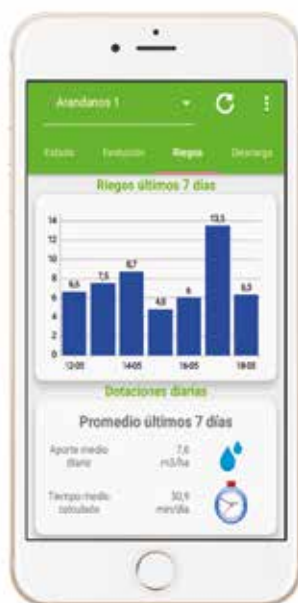 Arandanos 1
Estado Evolución Riegos Descarga
Riegos últimos 7 días
14
12
10
8
6
4
2
0
6,6 7,5 8,7 4,8 6 13,5 6,3
12-05 14-05 16-05 18-05
Dotaciones diarias
Promedio últimos 7 días
Aporte medio diario
7,6 m3/ha
Tiempo medio calculado
30,9 min/día